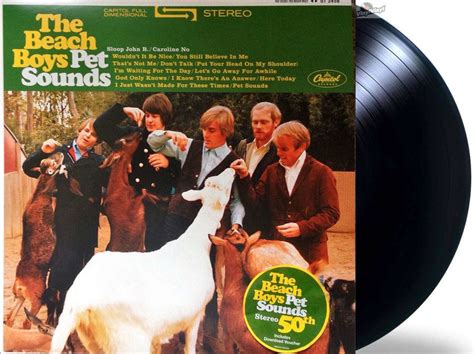 CAPITOL FULL DIMENSIONAL STEREO
The
Beach
Boys Pet
Sounds
Sloop John B. / Caroline No
Wouldn't It Be Nice / You Still Believe In Me
That's Not Me / Don't Talk (Put Your Head On My Shoulder)
I'm Waiting For The Day / Let's Go Away For Awhile
God Only Knows / I Know There's An Answer / Here Today
I Just Wasn't Made For These Times / Pet Sounds
Capitol
The
Beach
Boys Pet
Sounds
Stereo 50th
Includes
Download Voucher